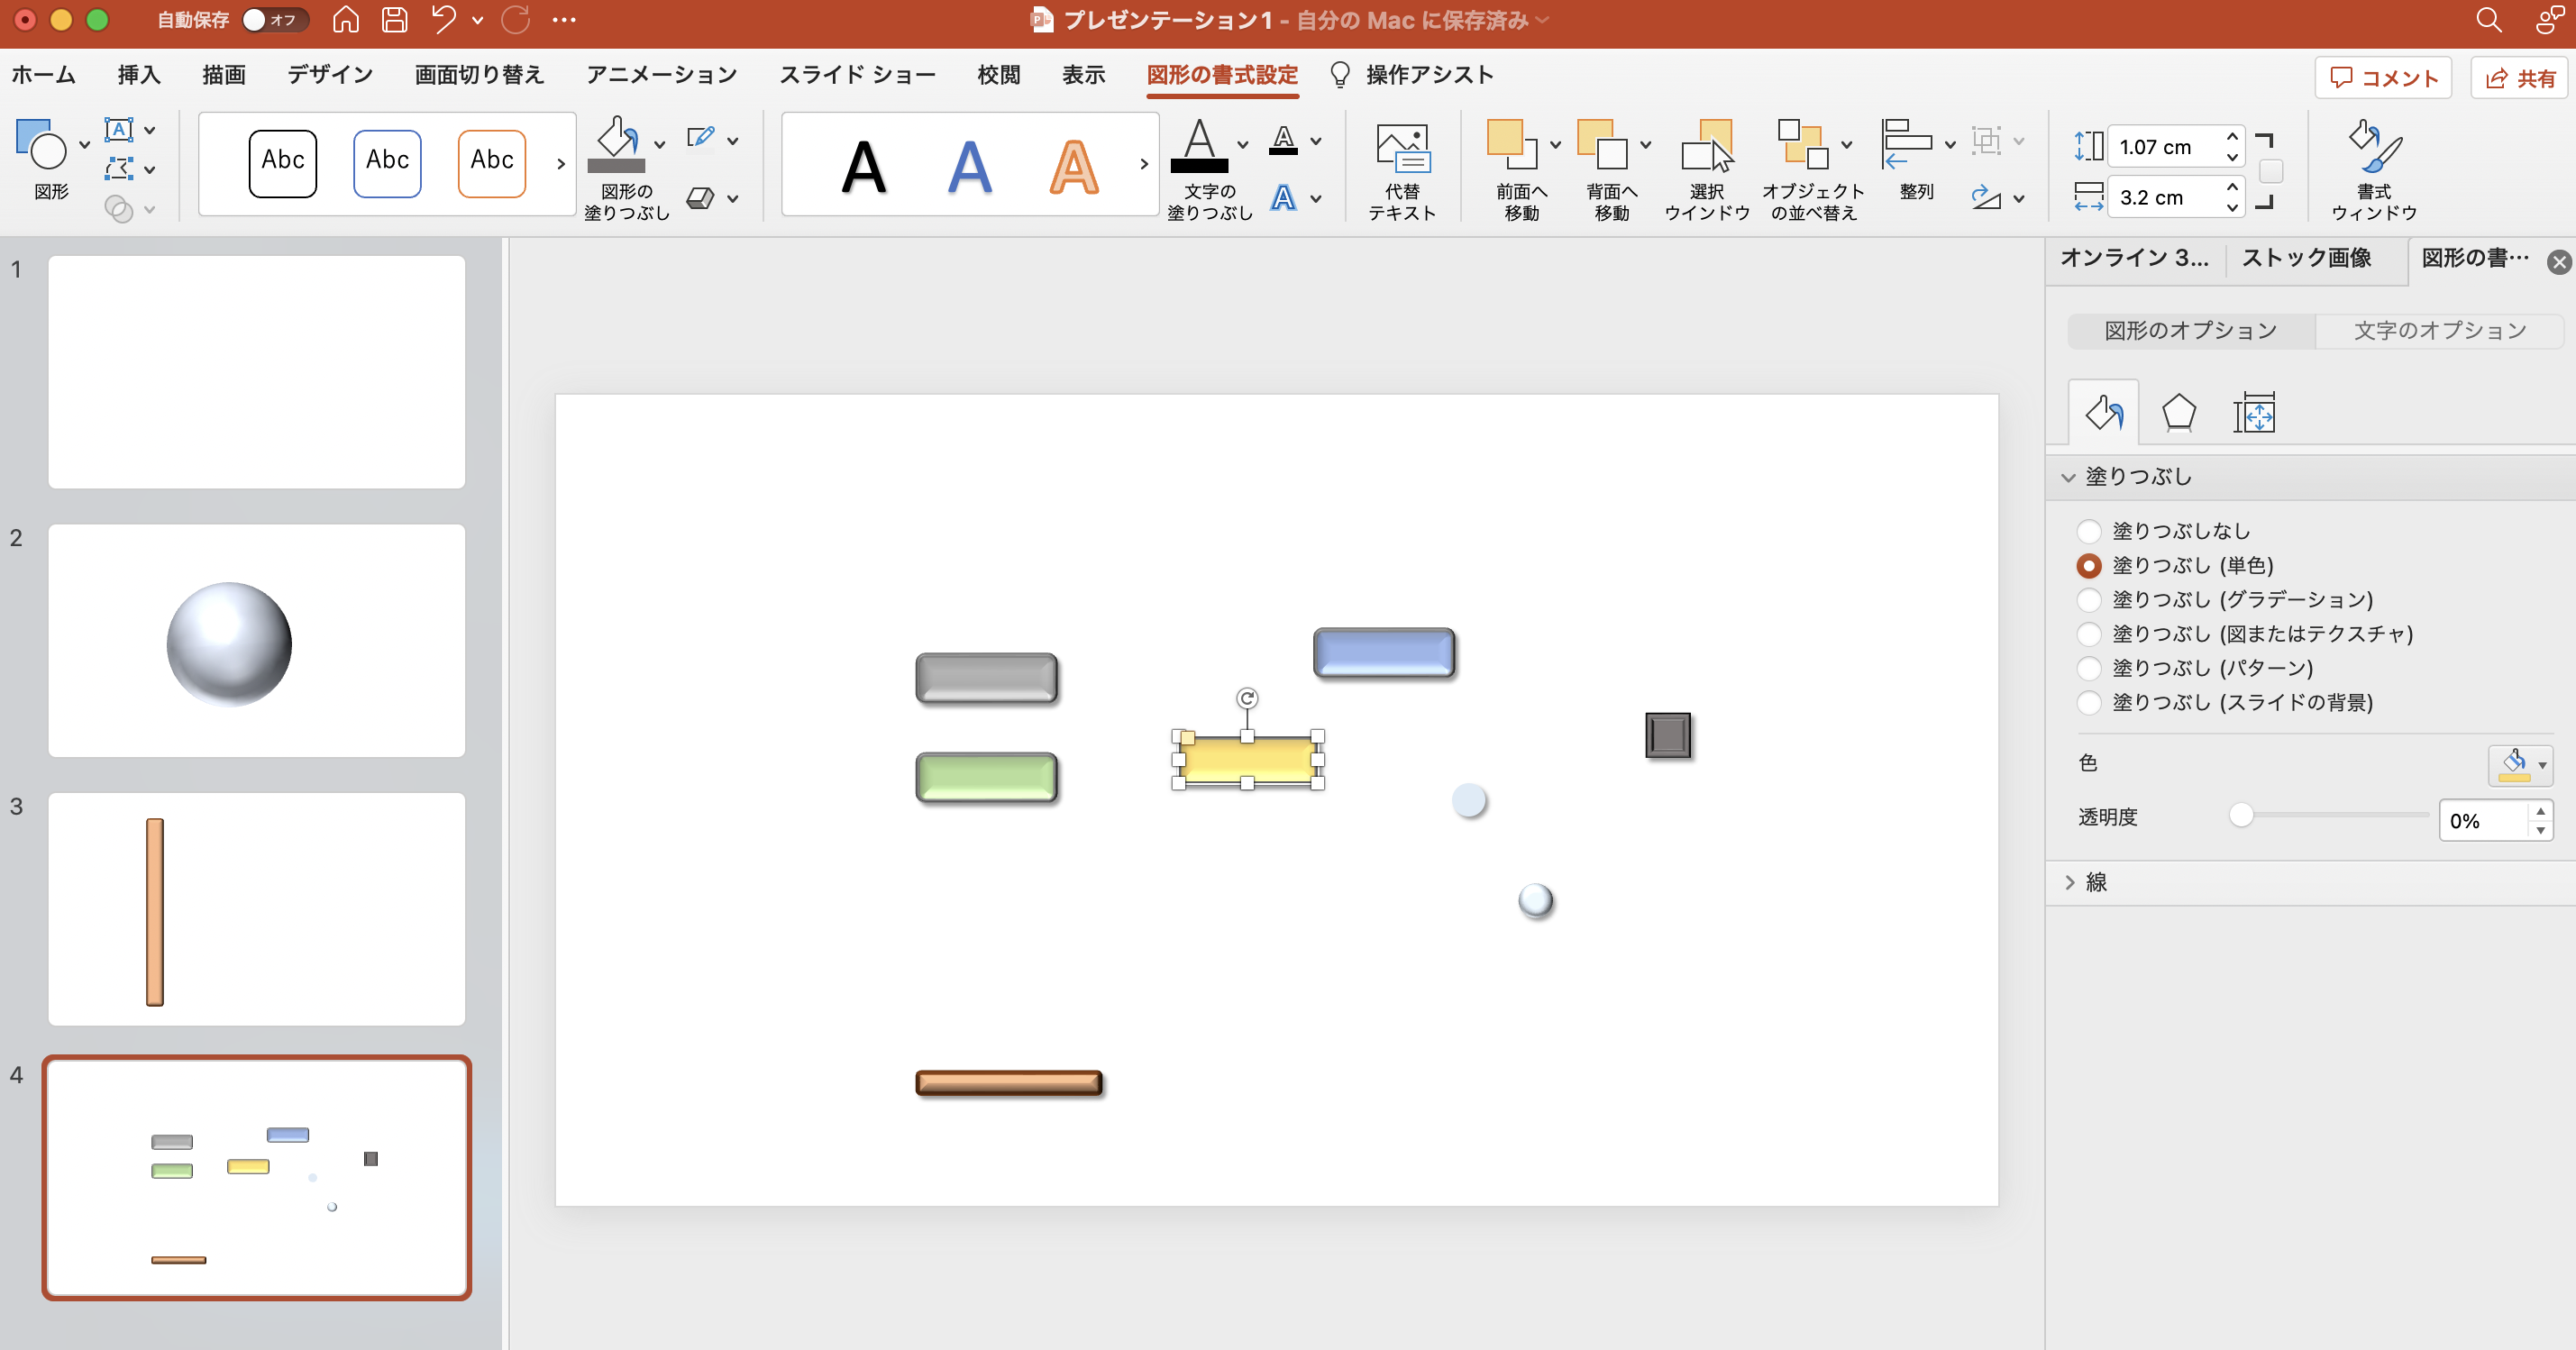 自動保存 オフ
プレゼンテーション1 - 自分の Mac に保存済み
ホーム 挿入 描画 デザイン 画面切り替え アニメーション スライド ショー 校閲 表示 図形の書式設定 操作アシスト コメント 共有
図形
A
Abc Abc Abc
図形の
塗りつぶし
A A A
文字の
塗りつぶし
A
A
代替
テキスト
前面へ
移動
背面へ
移動
選択
ウインドウ
オブジェクト
の並べ替え
整列
1.07 cm
3.2 cm
書式
ウィンドウ
1
2
3
4
オンライン 3... ストック画像 図形の書…
図形のオプション 文字のオプション
塗りつぶし
塗りつぶしなし
塗りつぶし (単色)
塗りつぶし (グラデーション)
塗りつぶし (図またはテクスチャ)
塗りつぶし (パターン)
塗りつぶし (スライドの背景)
色
透明度 0%
線